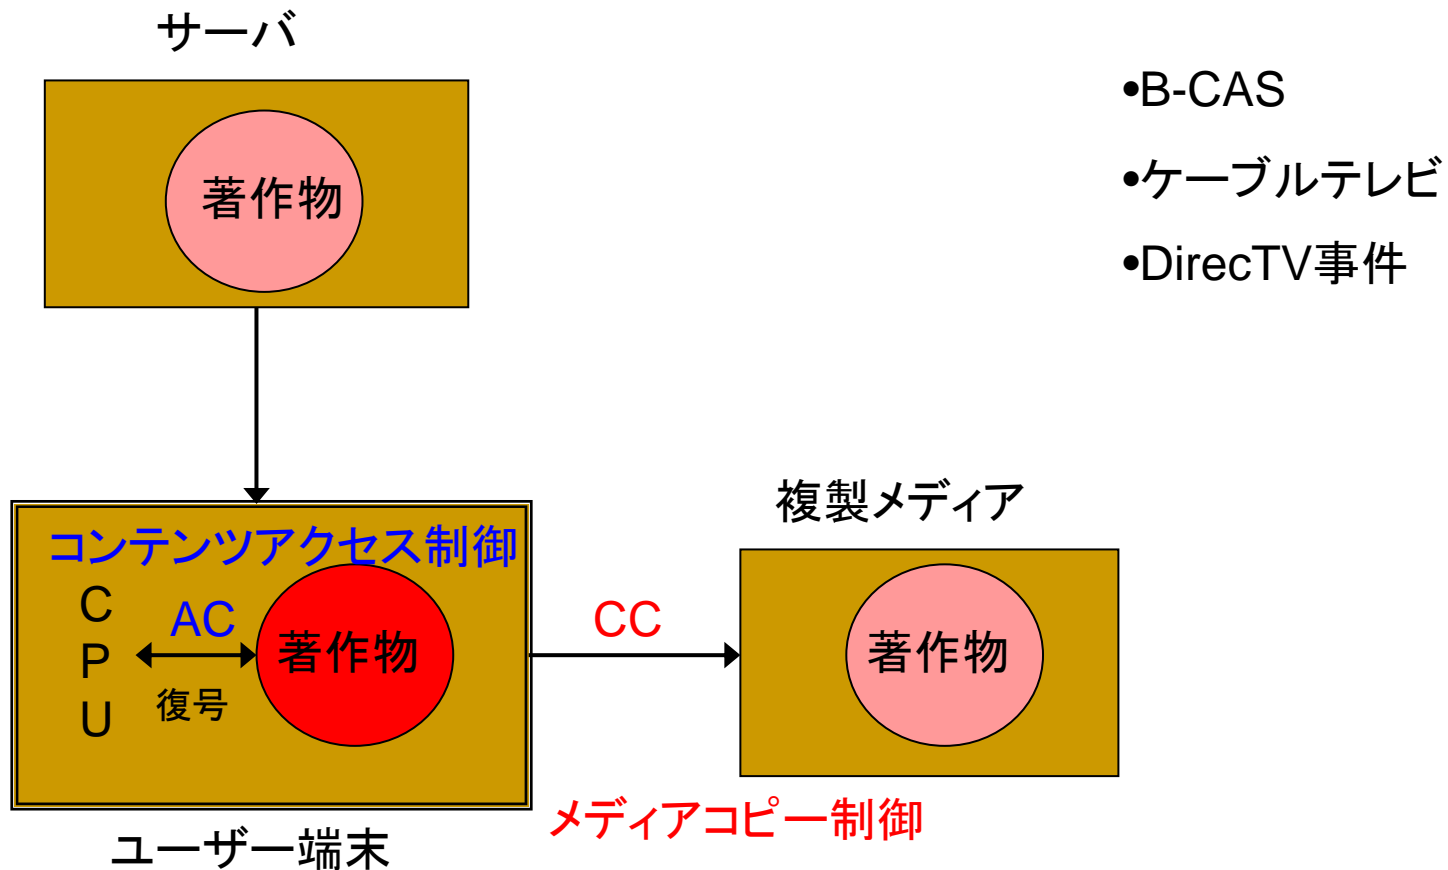 サーバ
著作物
•B-CAS
•ケーブルテレビ
•DirecTV事件
コンテンツアクセス制御
CPU
AC
復号
著作物
ユーザー端末
CC
メディアコピー制御
複製メディア
著作物